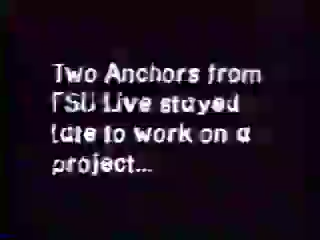 Two Anchors from
FSU Live stayed
late to work on a
project...